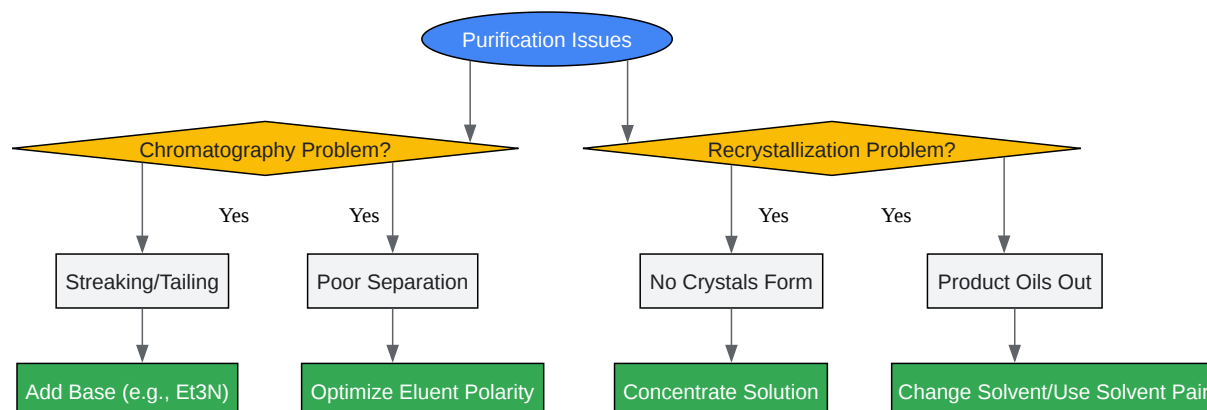 Purification Issues
Chromatography Problem?
Recrystallization Problem?
Yes
Yes
Yes
Yes
Streaking/Tailing
Poor Separation
No Crystals Form
Product Oils Out
Add Base (e.g., Et3N)
Optimize Eluent Polarity
Concentrate Solution
Change Solvent/Use Solvent Pair